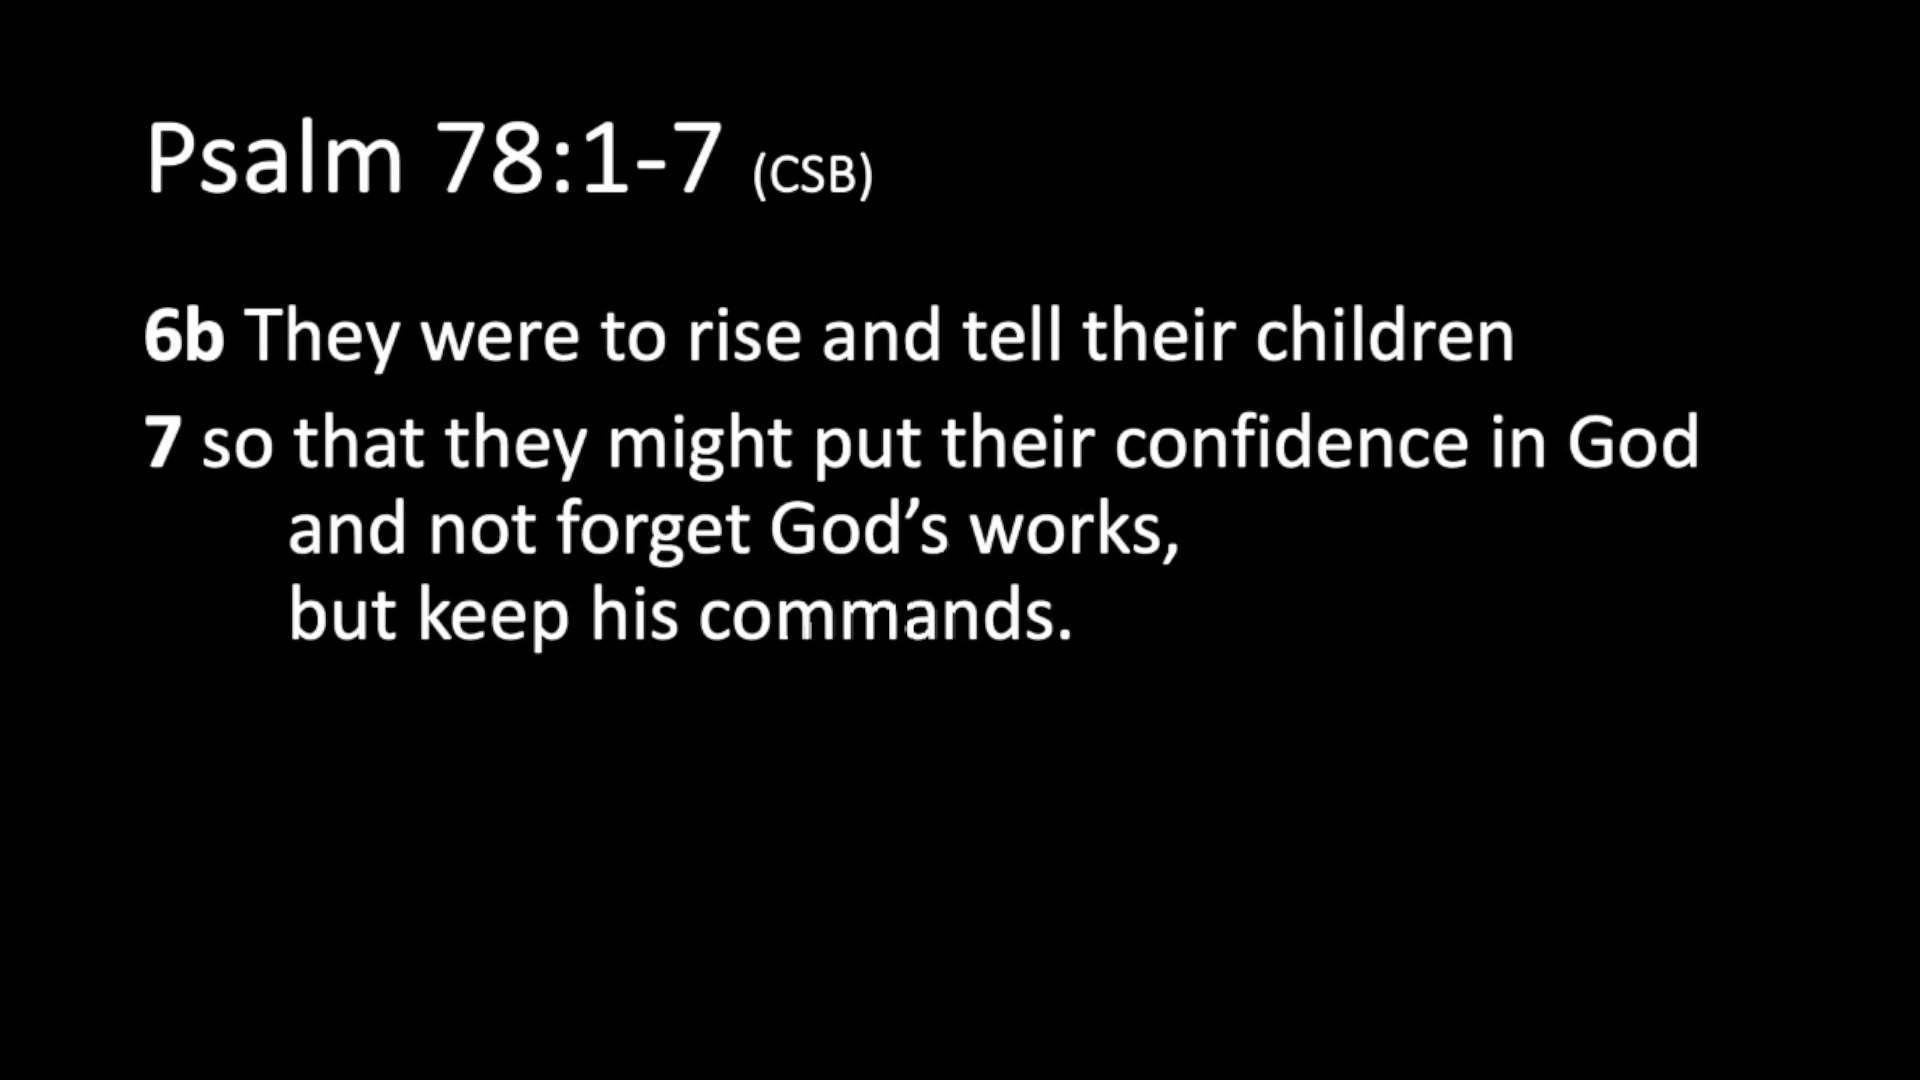 Psalm 78:1-7 (CSB)
6b They were to rise and tell their children
7 so that they might put their confidence in God
and not forget God’s works,
but keep his commands.